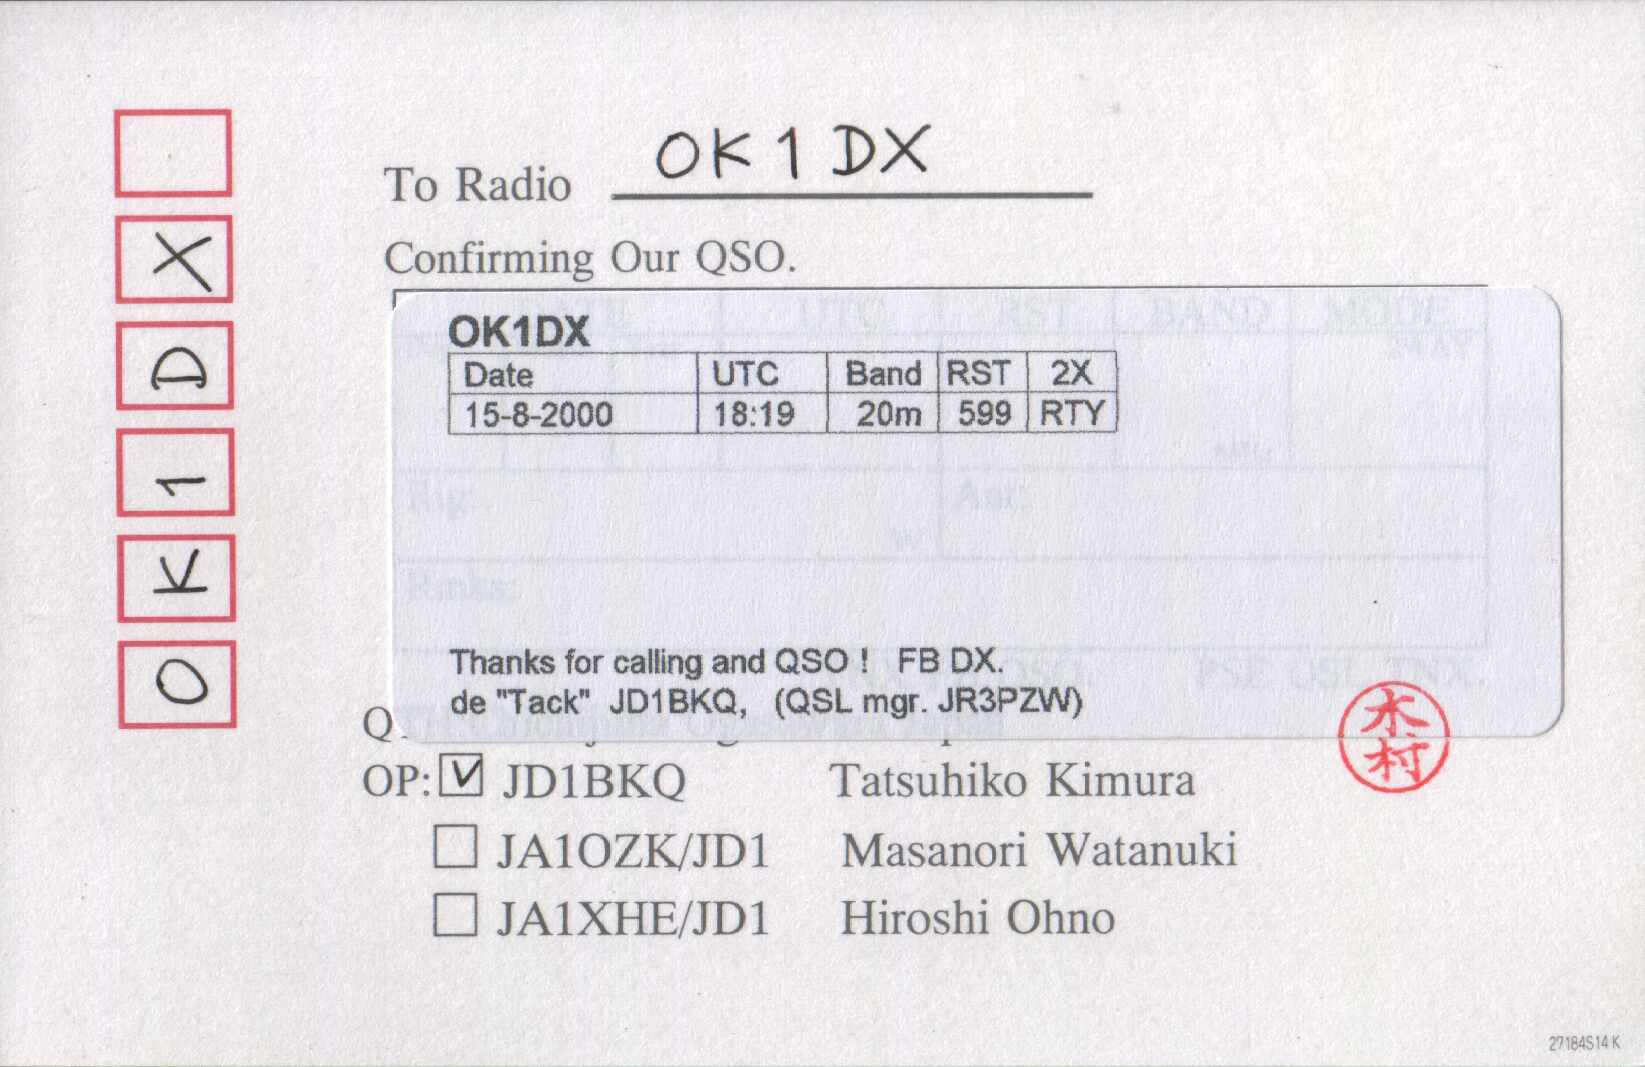 To Radio OK1DX
Confirming Our QSO.
OK1DX
Date UTC Band RST 2X
15-8-2000 18:19 20m 599 RTY
Thanks for calling and QSO ! FB DX.
de "Tack" JD1BKQ, (QSL mgr. JR3PZW)
OP: JD1BKQ Tatsuhiko Kimura
JA1OZK/JD1 Masanori Watanuki
JA1XHE/JD1 Hiroshi Ohno
OK1DX
木村
27184S14K